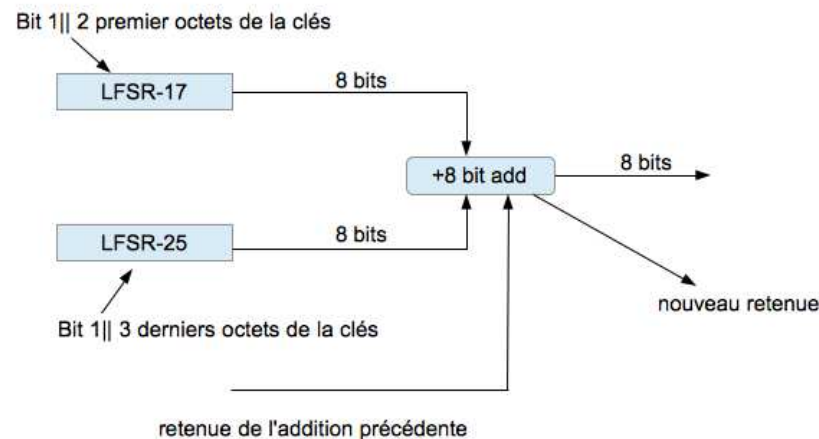 Bit 1|| 2 premier octets de la clés
LFSR-17
8 bits
+8 bit add
8 bits
LFSR-25
8 bits
nouveau retenue
Bit 1|| 3 derniers octets de la clés
retenue de l'addition précédente